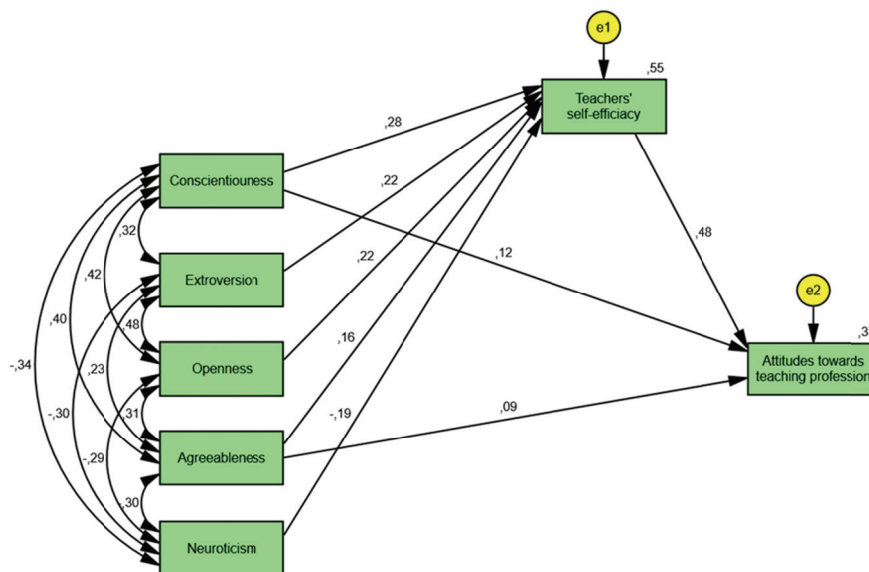 e1
,55
Teachers'
self-efficiacy
,28
Conscientiouness
,22
,32
,48
,22
,12
e2
,42
Extroversion
,40
,48
,16
,3
Attitudes towards
teaching profession
-,34
,23
Openness
-,19
-,30
,31
,09
-,29
Agreeableness
-,30
Neuroticism